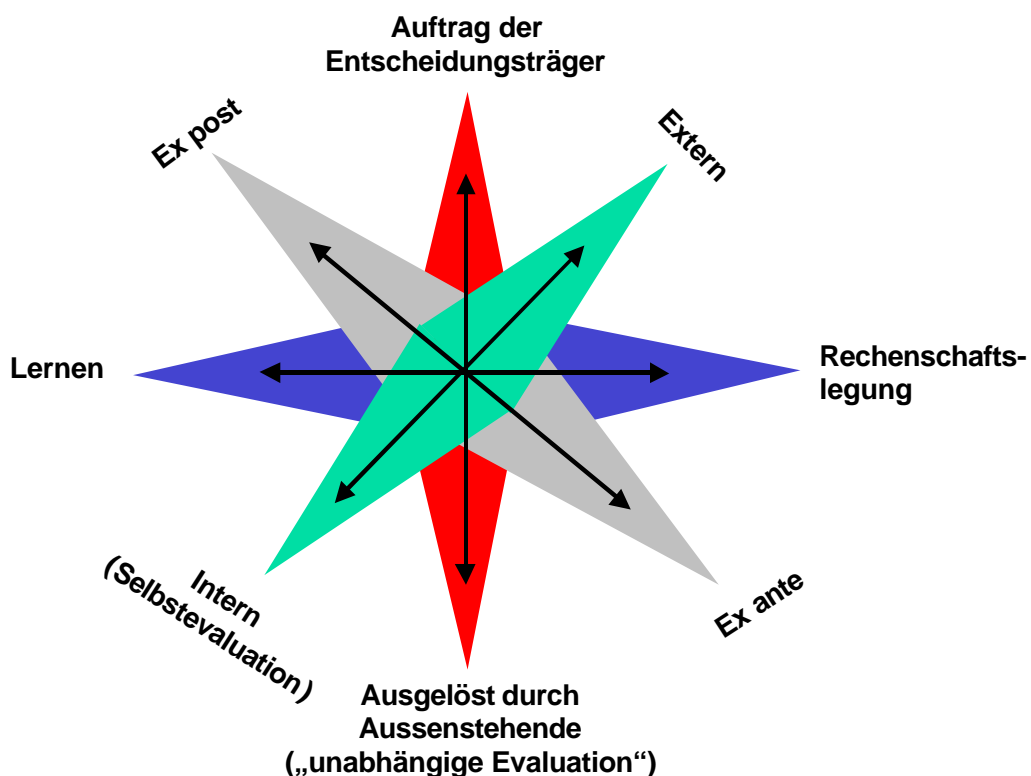 Auftrag der
Entscheidungsträger
Ex post
Extern
Lernen
Rechenschafts-
legung
Intern
(Selbstevaluation)
Ex ante
Ausgelöst durch
Aussenstehende
(„unabhängige Evaluation“)